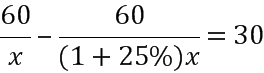 60/x − 60/((1 + 25%)x) = 30